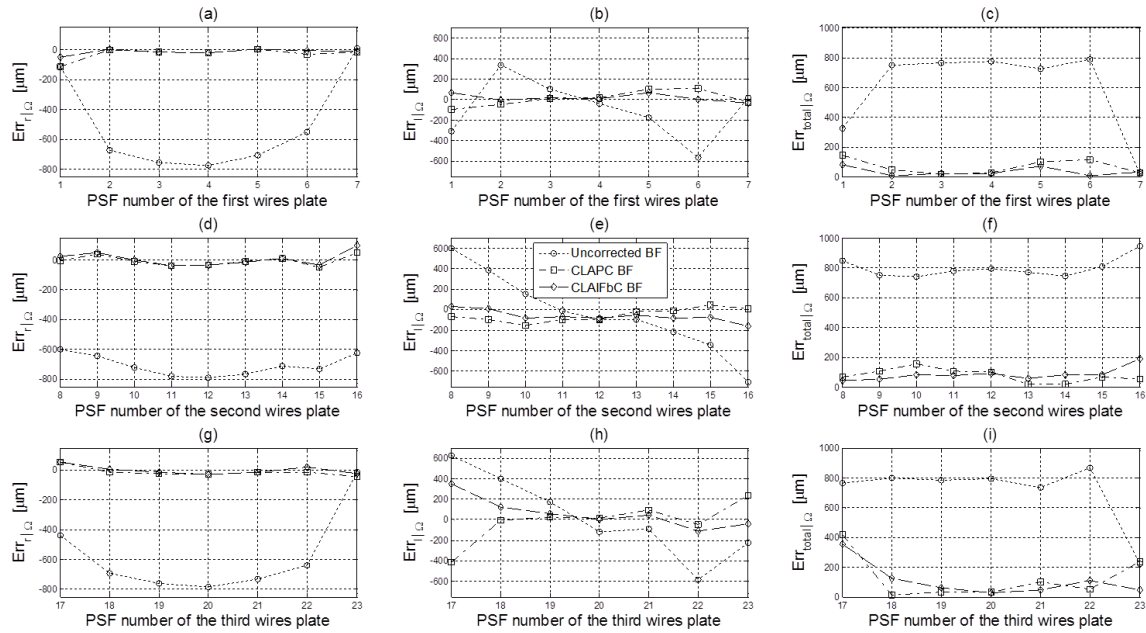 (a)
Err_r|Ω [μm]
0
-200
-400
-600
-800
1 2 3 4 5 6 7
PSF number of the first wires plate
(b)
Err_l|Ω [μm]
600
400
200
0
-200
-400
-600
1 2 3 4 5 6 7
PSF number of the first wires plate
(c)
Err_total|Ω [μm]
1000
800
600
400
200
0
1 2 3 4 5 6 7
PSF number of the first wires plate
(d)
Err_r|Ω [μm]
0
-200
-400
-600
-800
8 9 10 11 12 13 14 15 16
PSF number of the second wires plate
(e)
Err_l|Ω [μm]
600
400
200
0
-200
-400
-600
Uncorrected BF
CLAPC BF
CLAIFbC BF
8 9 10 11 12 13 14 15 16
PSF number of the second wires plate
(f)
Err_total|Ω [μm]
1000
800
600
400
200
0
8 9 10 11 12 13 14 15 16
PSF number of the second wires plate
(g)
Err_r|Ω [μm]
0
-200
-400
-600
-800
17 18 19 20 21 22 23
PSF number of the third wires plate
(h)
Err_l|Ω [μm]
600
400
200
0
-200
-400
-600
17 18 19 20 21 22 23
PSF number of the third wires plate
(i)
Err_total|Ω [μm]
1000
800
600
400
200
0
17 18 19 20 21 22 23
PSF number of the third wires plate